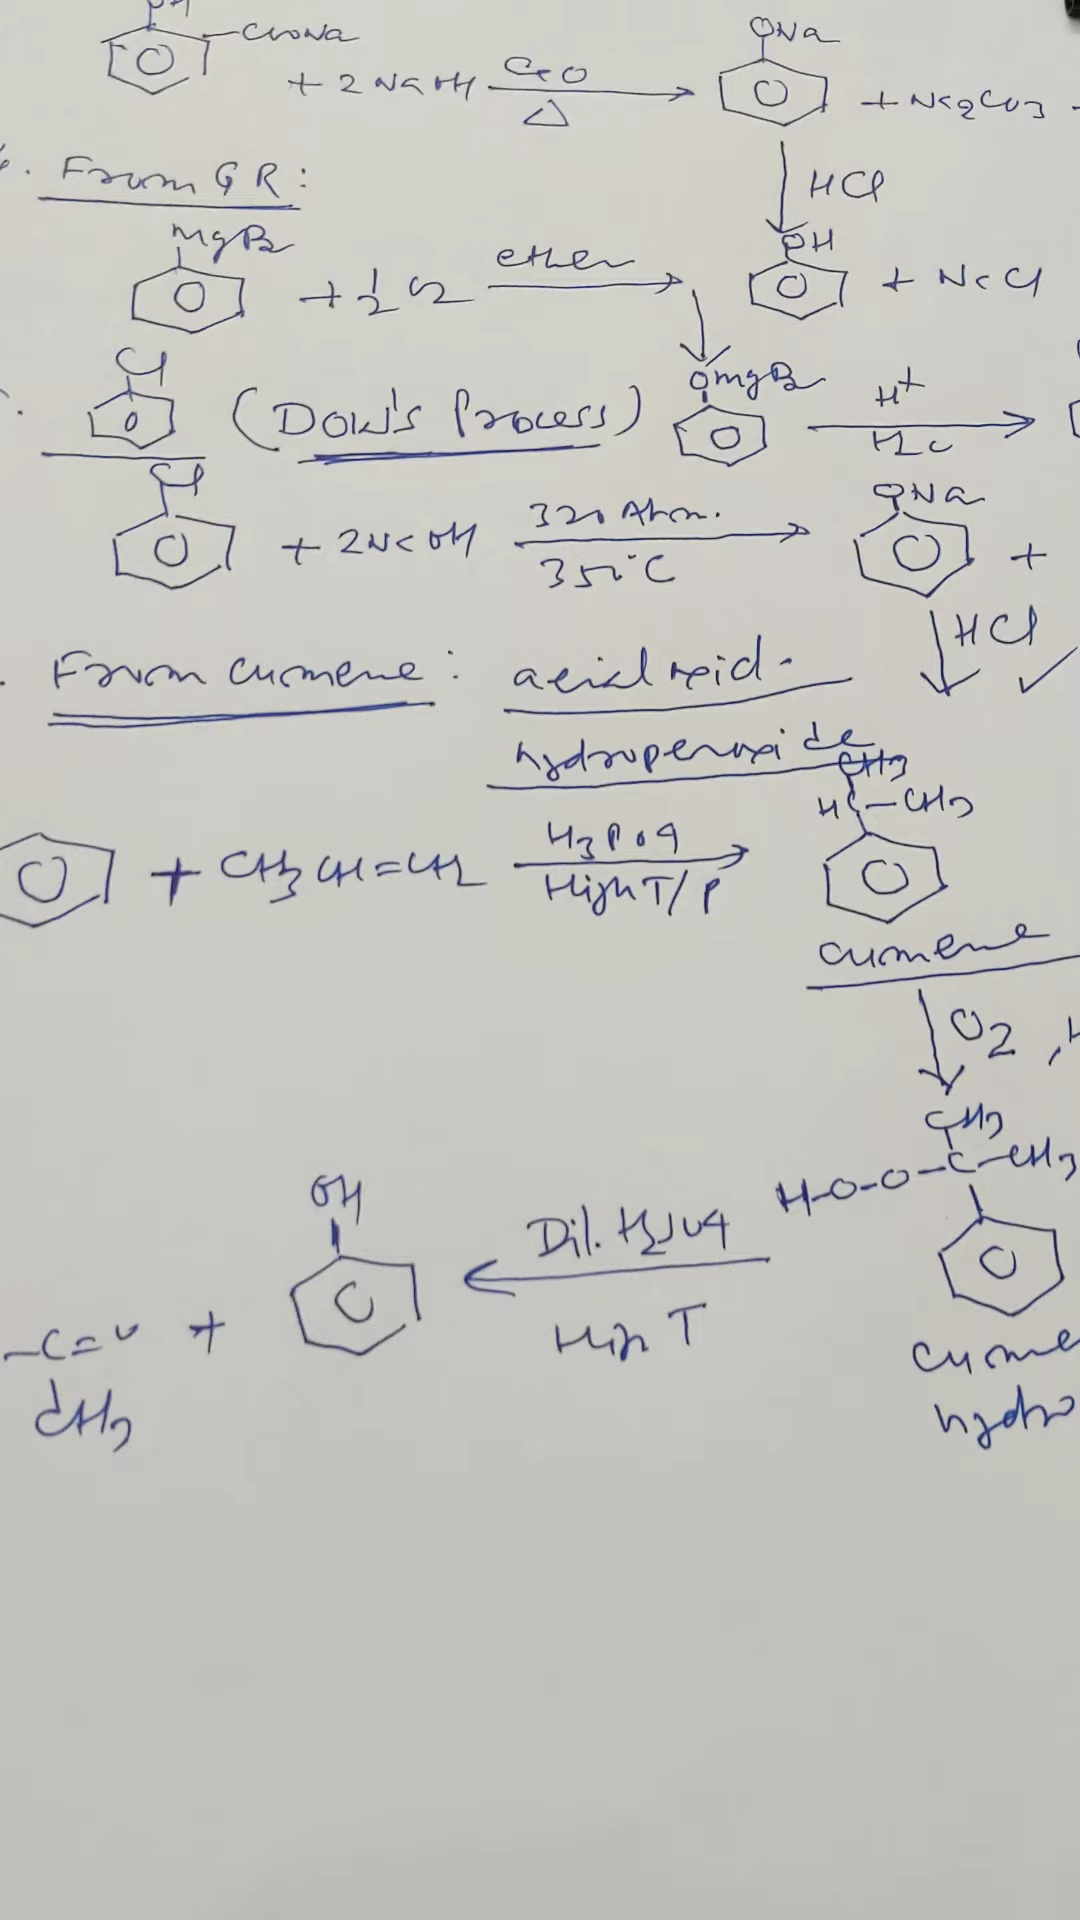 OH
-COONa
+ 2NaOH CaO △
ONa
+ Na2CO3 +
HCl
. From GR:
MgBr
+ 1/2 O2 ether
OH
+ NaCl
OMgBr
H+
H2O
Cl
(DOW's Process)
Cl
+ 2NaOH 320 Atm.
350°C
ONa
+
HCl ✓
. From cumene: acid
hydroperoxide
+ CH3CH=CH2 H3PO4
High T/P
CH3
HC-CH3
cumene
O2 ,
CH3
H-O-O-C-CH3
OH
Dil. H2SO4
High T
-C=O +
CH3
cume
hydro